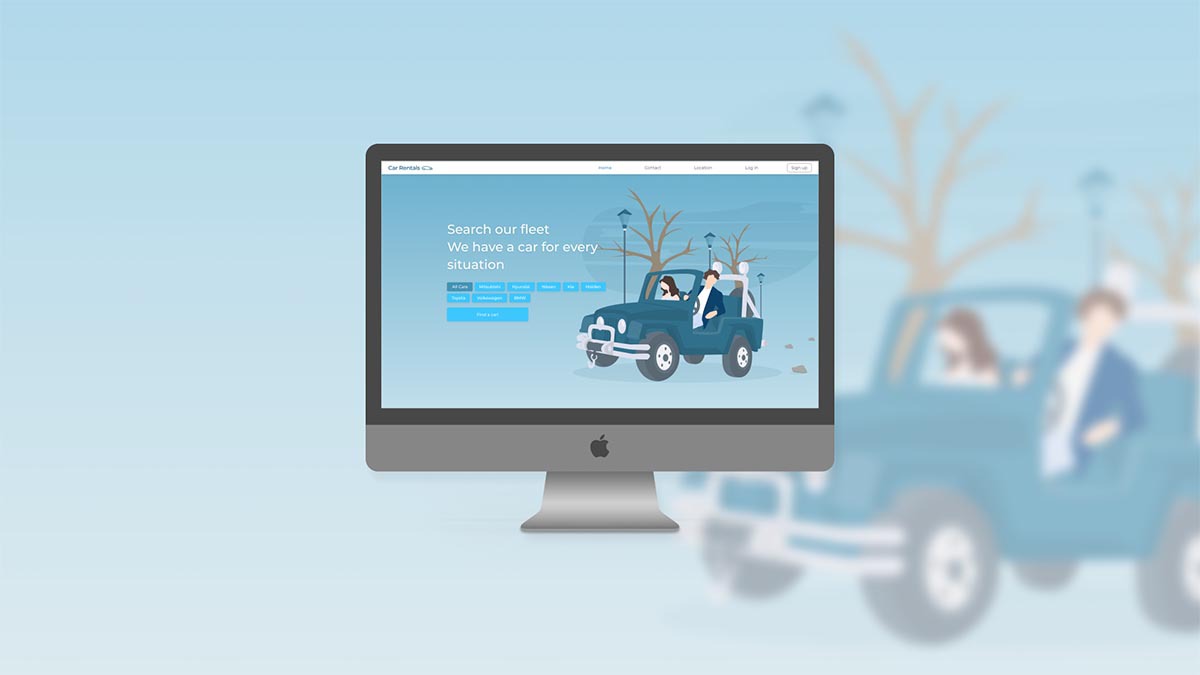 Car Rentals
Home Contact Location Log in Sign up
Search our fleet
We have a car for every
situation
All Cars Mitsubishi Hyundai Nissan Kia Holden
Toyota Volkswagen BMW
Find a car!